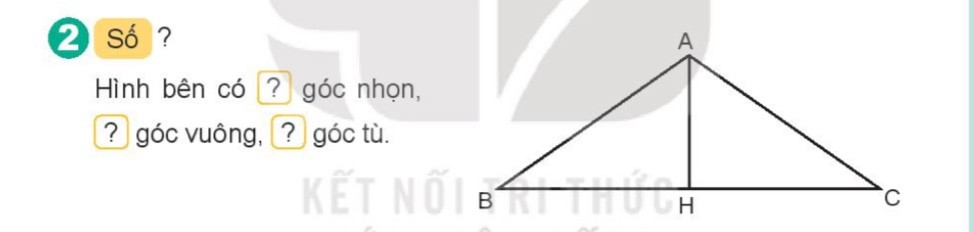 2 Số ?
Hình bên có ? góc nhọn,
? góc vuông, ? góc tù.
A
B
H
C
KẾT NỐI TRI THỨC